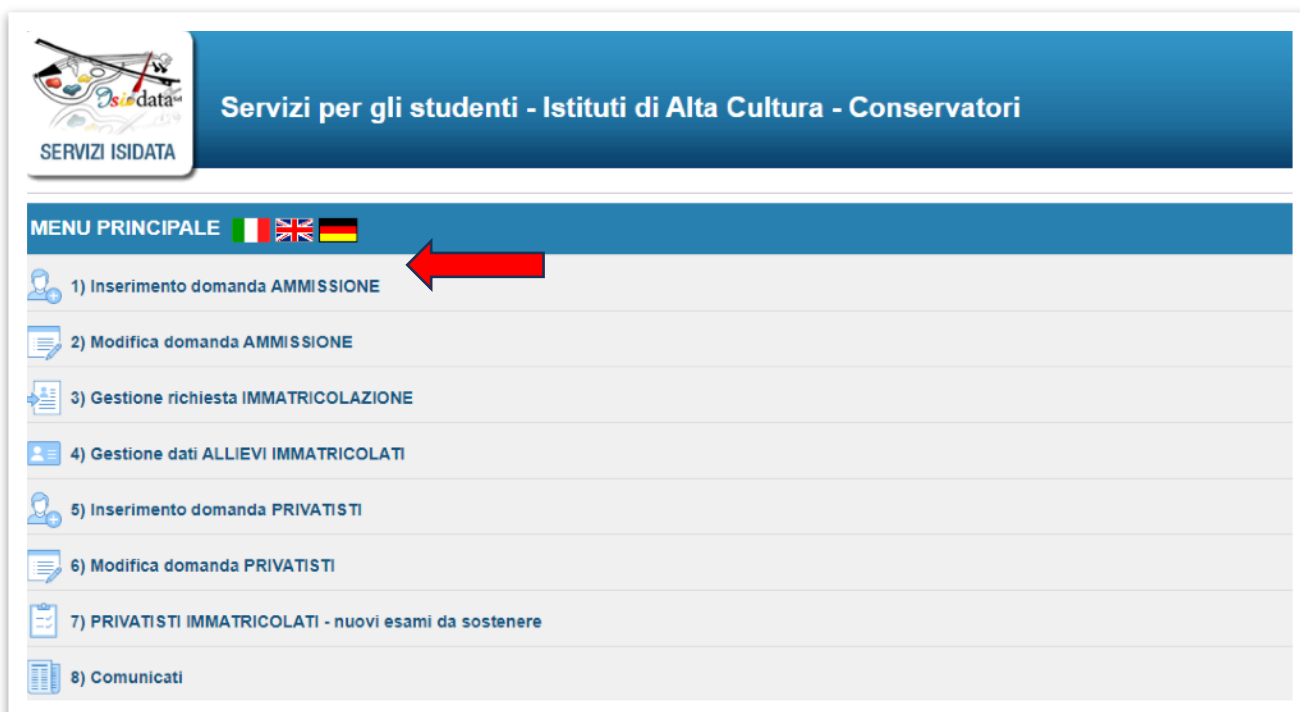 Isidata
SERVIZI ISIDATA
Servizi per gli studenti - Istituti di Alta Cultura - Conservatori
MENU PRINCIPALE
1) Inserimento domanda AMMISSIONE
2) Modifica domanda AMMISSIONE
3) Gestione richiesta IMMATRICOLAZIONE
4) Gestione dati ALLIEVI IMMATRICOLATI
5) Inserimento domanda PRIVATISTI
6) Modifica domanda PRIVATISTI
7) PRIVATISTI IMMATRICOLATI - nuovi esami da sostenere
8) Comunicati